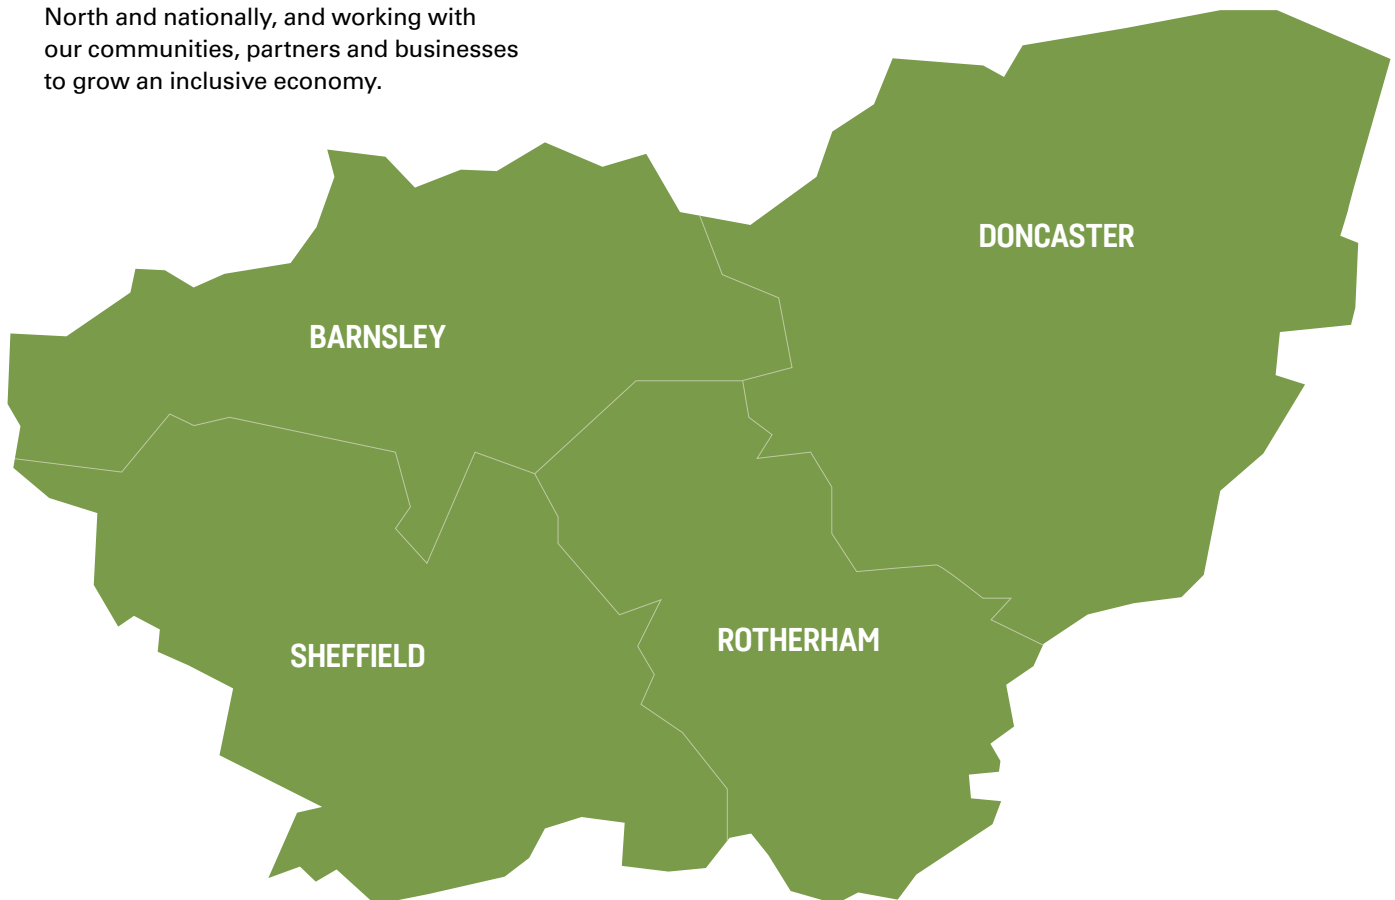 North and nationally, and working with
our communities, partners and businesses
to grow an inclusive economy.
DONCASTER
BARNSLEY
ROTHERHAM
SHEFFIELD